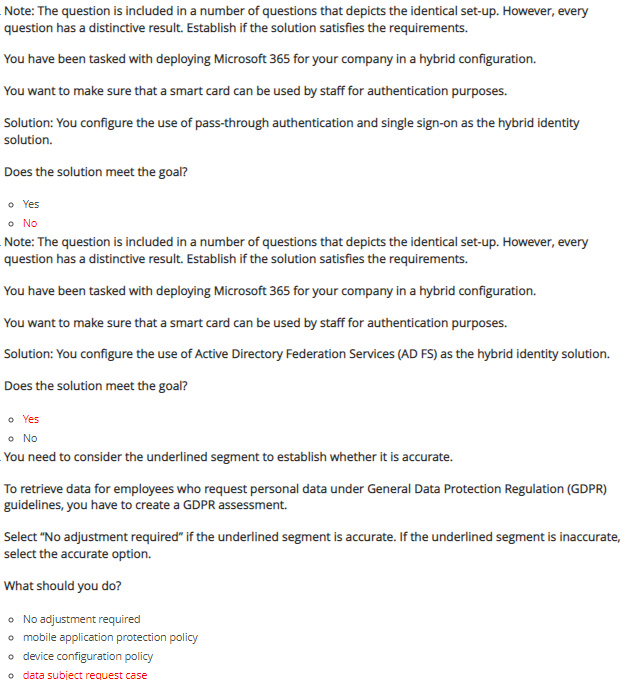 Note: The question is included in a number of questions that depicts the identical set-up. However, every
question has a distinctive result. Establish if the solution satisfies the requirements.
You have been tasked with deploying Microsoft 365 for your company in a hybrid configuration.
You want to make sure that a smart card can be used by staff for authentication purposes.
Solution: You configure the use of pass-through authentication and single sign-on as the hybrid identity
solution.
Does the solution meet the goal?
Yes
No
Note: The question is included in a number of questions that depicts the identical set-up. However, every
question has a distinctive result. Establish if the solution satisfies the requirements.
You have been tasked with deploying Microsoft 365 for your company in a hybrid configuration.
You want to make sure that a smart card can be used by staff for authentication purposes.
Solution: You configure the use of Active Directory Federation Services (AD FS) as the hybrid identity solution.
Does the solution meet the goal?
Yes
No
You need to consider the underlined segment to establish whether it is accurate.
To retrieve data for employees who request personal data under General Data Protection Regulation (GDPR)
guidelines, you have to create a GDPR assessment.
Select "No adjustment required" if the underlined segment is accurate. If the underlined segment is inaccurate,
select the accurate option.
What should you do?
No adjustment required
mobile application protection policy
device configuration policy
data subject request case